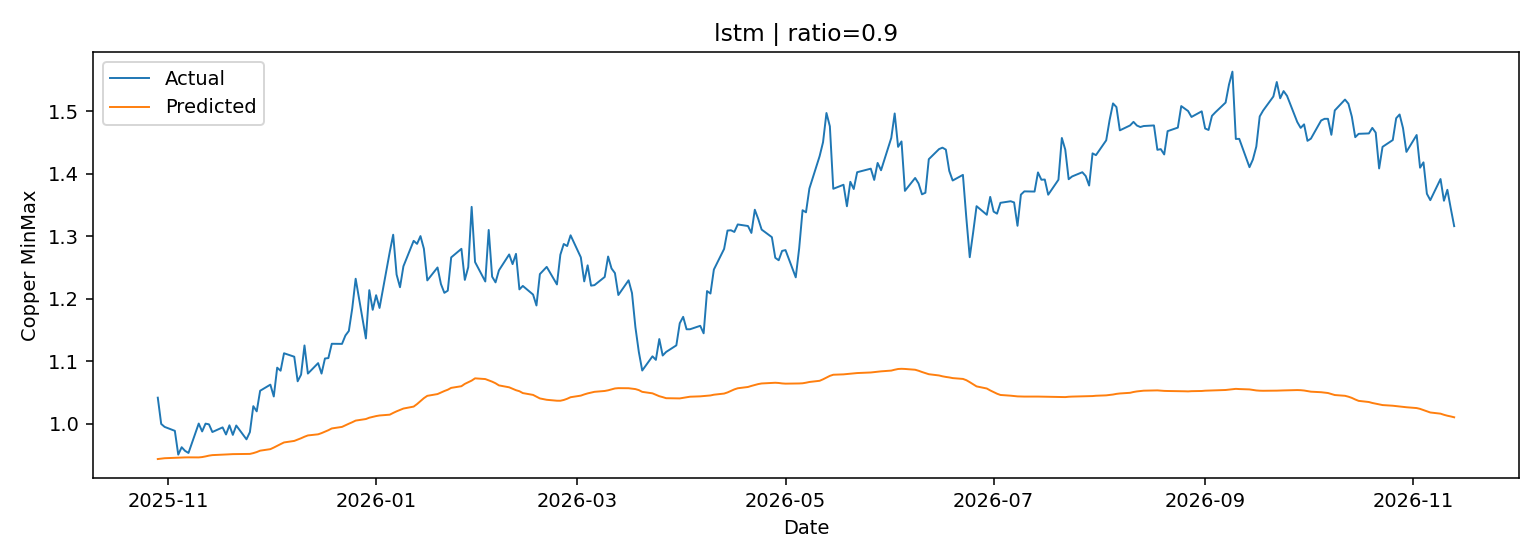 lstm | ratio=0.9
Actual
Predicted
Copper MinMax
1.5
1.4
1.3
1.2
1.1
1.0
2025-11
2026-01
2026-03
2026-05
2026-07
2026-09
2026-11
Date